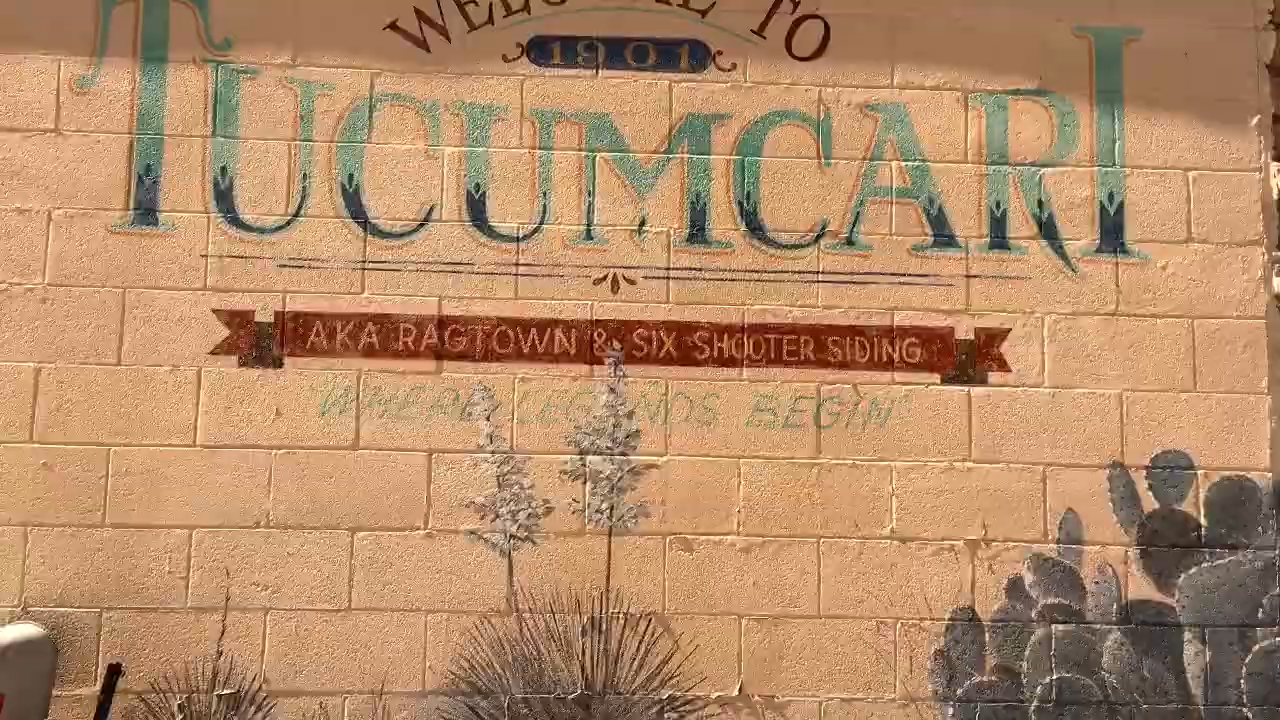 WELCOME TO
1901
TUCUMCARI
AKA RAGTOWN & SIX SHOOTER SIDING
"WHERE LEGENDS BEGIN"